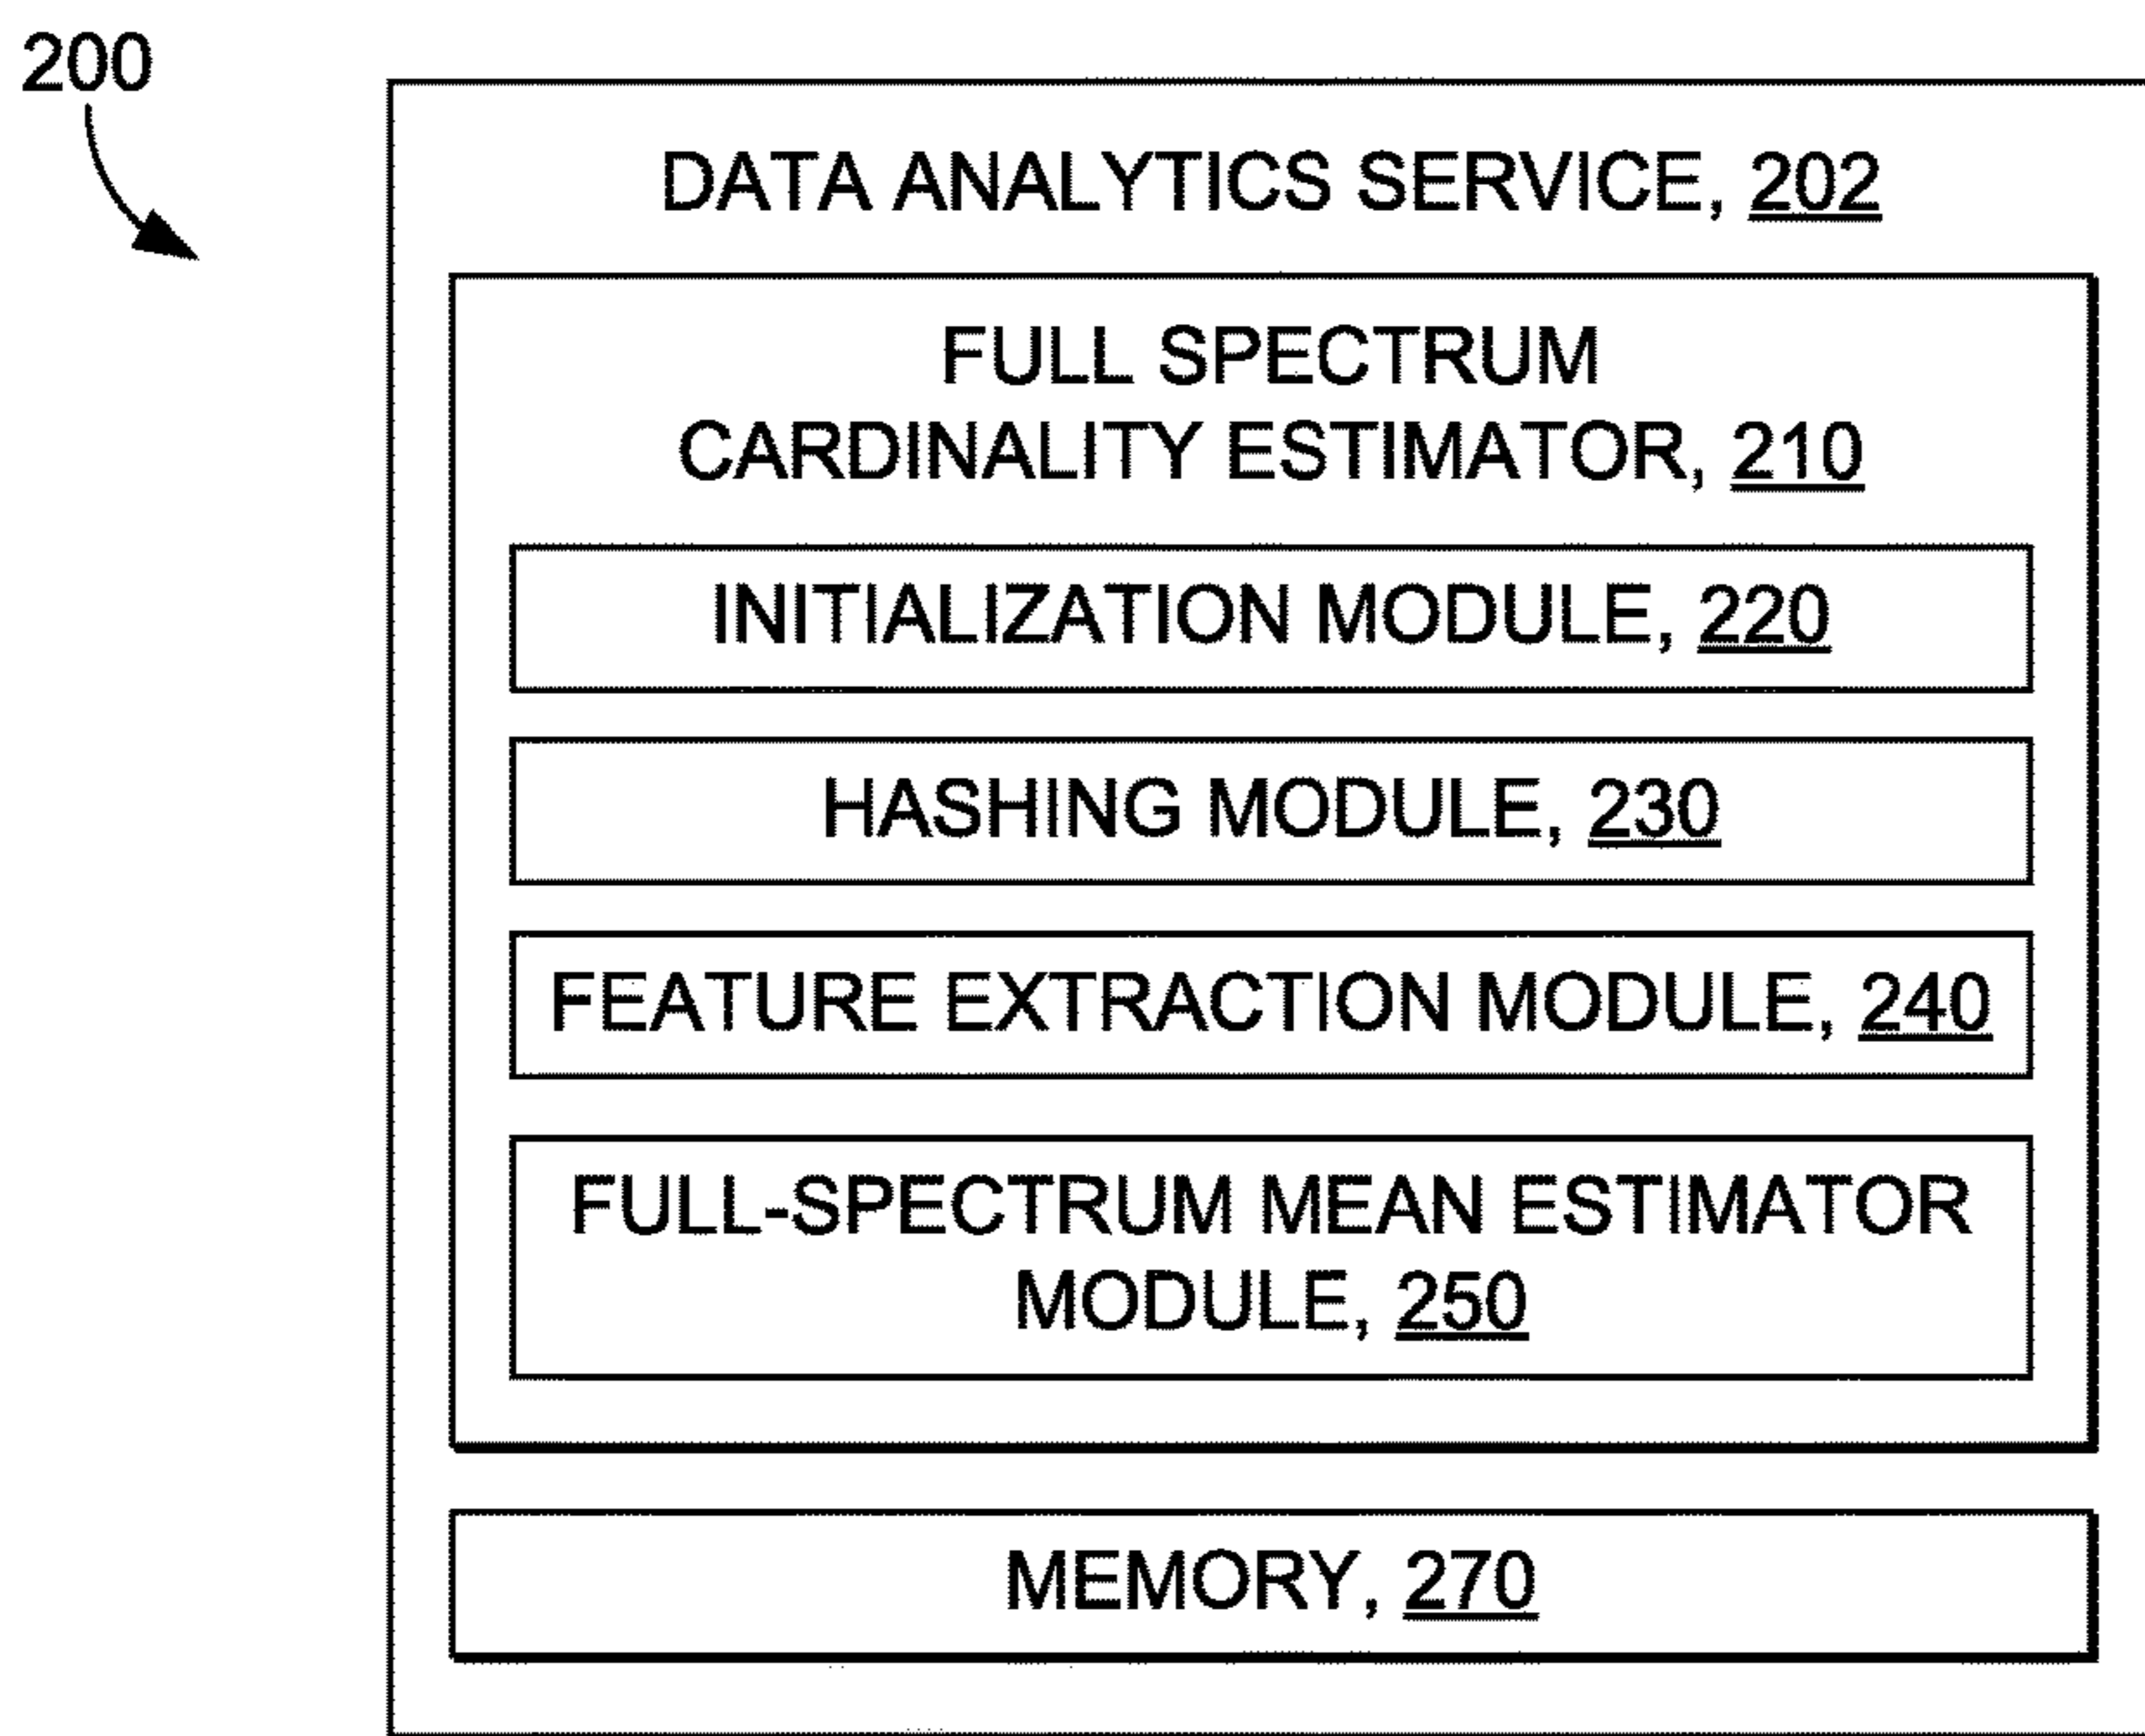 200
DATA ANALYTICS SERVICE, 202
FULL SPECTRUM
CARDINALITY ESTIMATOR, 210
INITIALIZATION MODULE, 220
HASHING MODULE, 230
FEATURE EXTRACTION MODULE, 240
FULL-SPECTRUM MEAN ESTIMATOR
MODULE, 250
MEMORY, 270